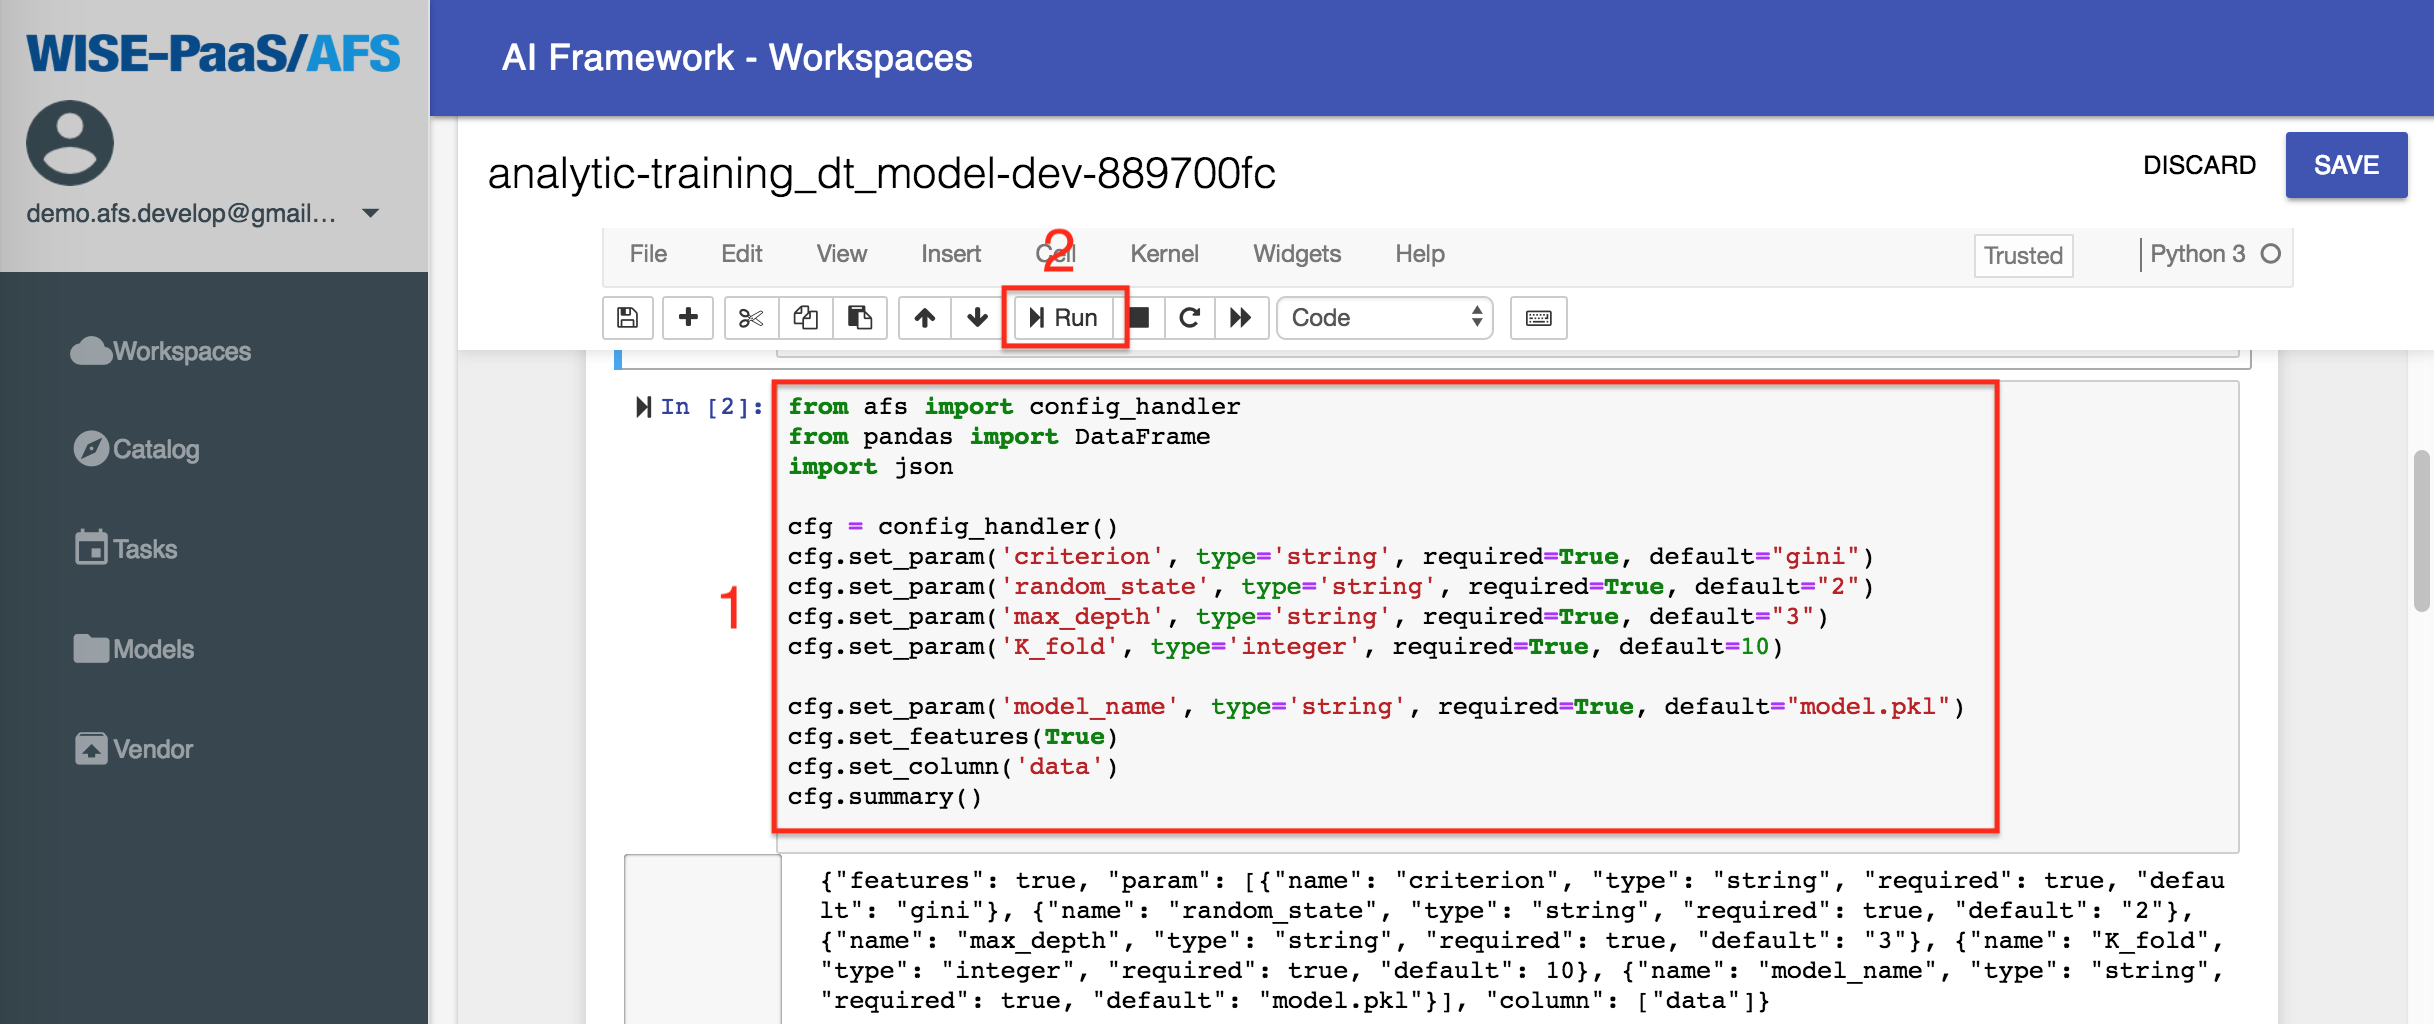 WISE-PaaS/AFS
demo.afs.develop@gmail...
Workspaces
Catalog
Tasks
Models
Vendor
AI Framework - Workspaces
analytic-training_dt_model-dev-889700fc
DISCARD
SAVE
File Edit View Insert Cell Kernel Widgets Help
Trusted
Python 3
2
Run
Code
1
In [2]:
from afs import config_handler
from pandas import DataFrame
import json
cfg = config_handler()
cfg.set_param('criterion', type='string', required=True, default="gini")
cfg.set_param('random_state', type='string', required=True, default="2")
cfg.set_param('max_depth', type='string', required=True, default="3")
cfg.set_param('K_fold', type='integer', required=True, default=10)
cfg.set_param('model_name', type='string', required=True, default="model.pkl")
cfg.set_features(True)
cfg.set_column('data')
cfg.summary()
{"features": true, "param": [{"name": "criterion", "type": "string", "required": true, "defau
lt": "gini"}, {"name": "random_state", "type": "string", "required": true, "default": "2"},
{"name": "max_depth", "type": "string", "required": true, "default": "3"}, {"name": "K_fold",
"type": "integer", "required": true, "default": 10}, {"name": "model_name", "type": "string",
"required": true, "default": "model.pkl"}], "column": ["data"]}